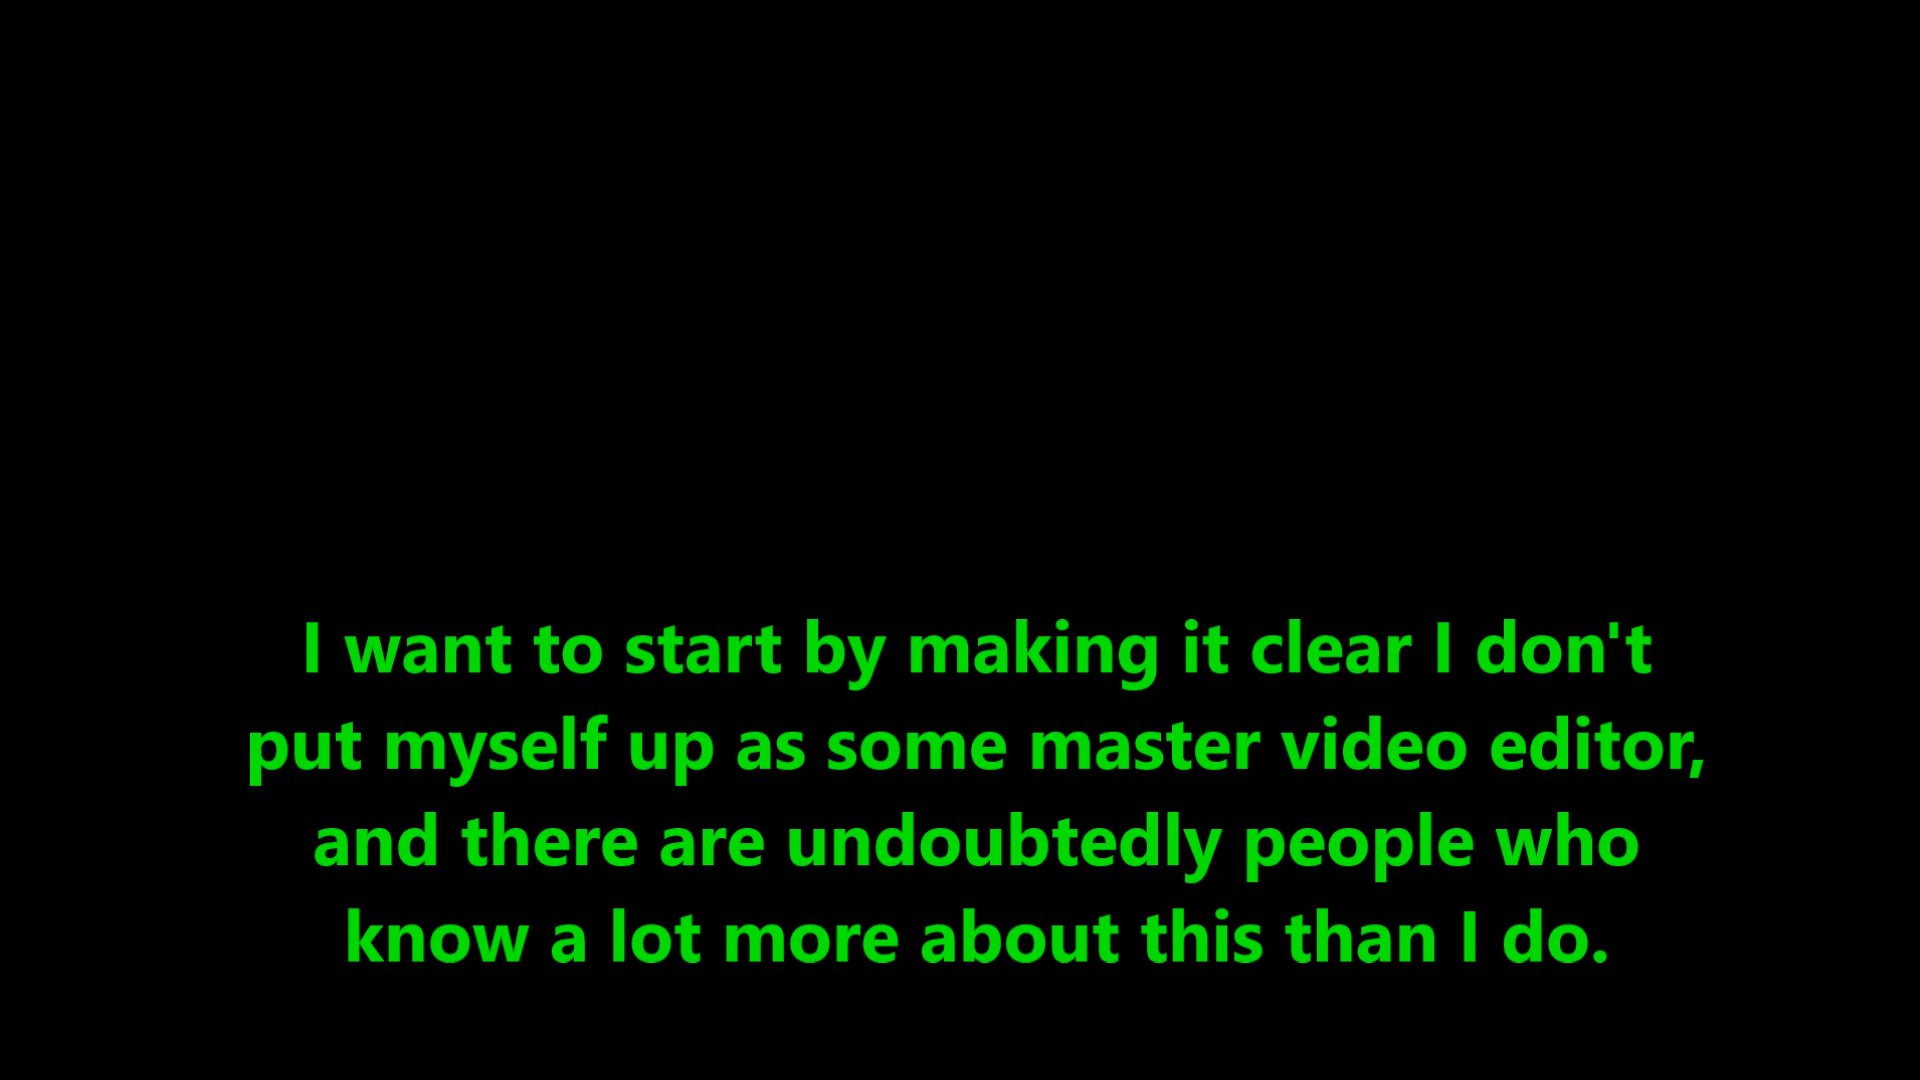 I want to start by making it clear I don't
put myself up as some master video editor,
and there are undoubtedly people who
know a lot more about this than I do.